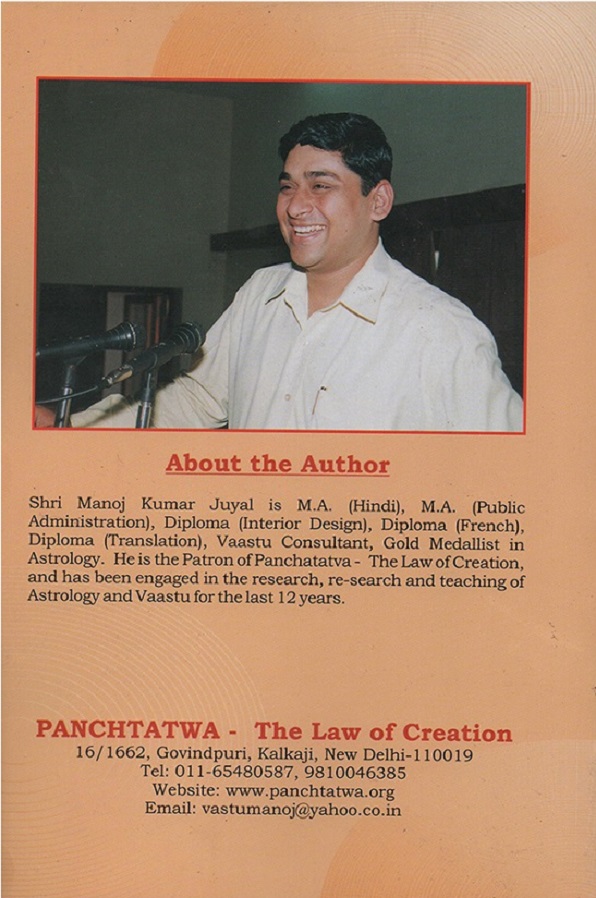 About the Author
Shri Manoj Kumar Juyal is M.A. (Hindi), M.A. (Public
Administration), Diploma (Interior Design), Diploma (French),
Diploma (Translation), Vaastu Consultant, Gold Medallist in
Astrology. He is the Patron of Panchatatva - The Law of Creation,
and has been engaged in the research, re-search and teaching of
Astrology and Vaastu for the last 12 years.
PANCHTATWA - The Law of Creation
16/1662, Govindpuri, Kalkaji, New Delhi-110019
Tel: 011-65480587, 9810046385
Website: www.panchtatwa.org
Email: vastumanoj@yahoo.co.in